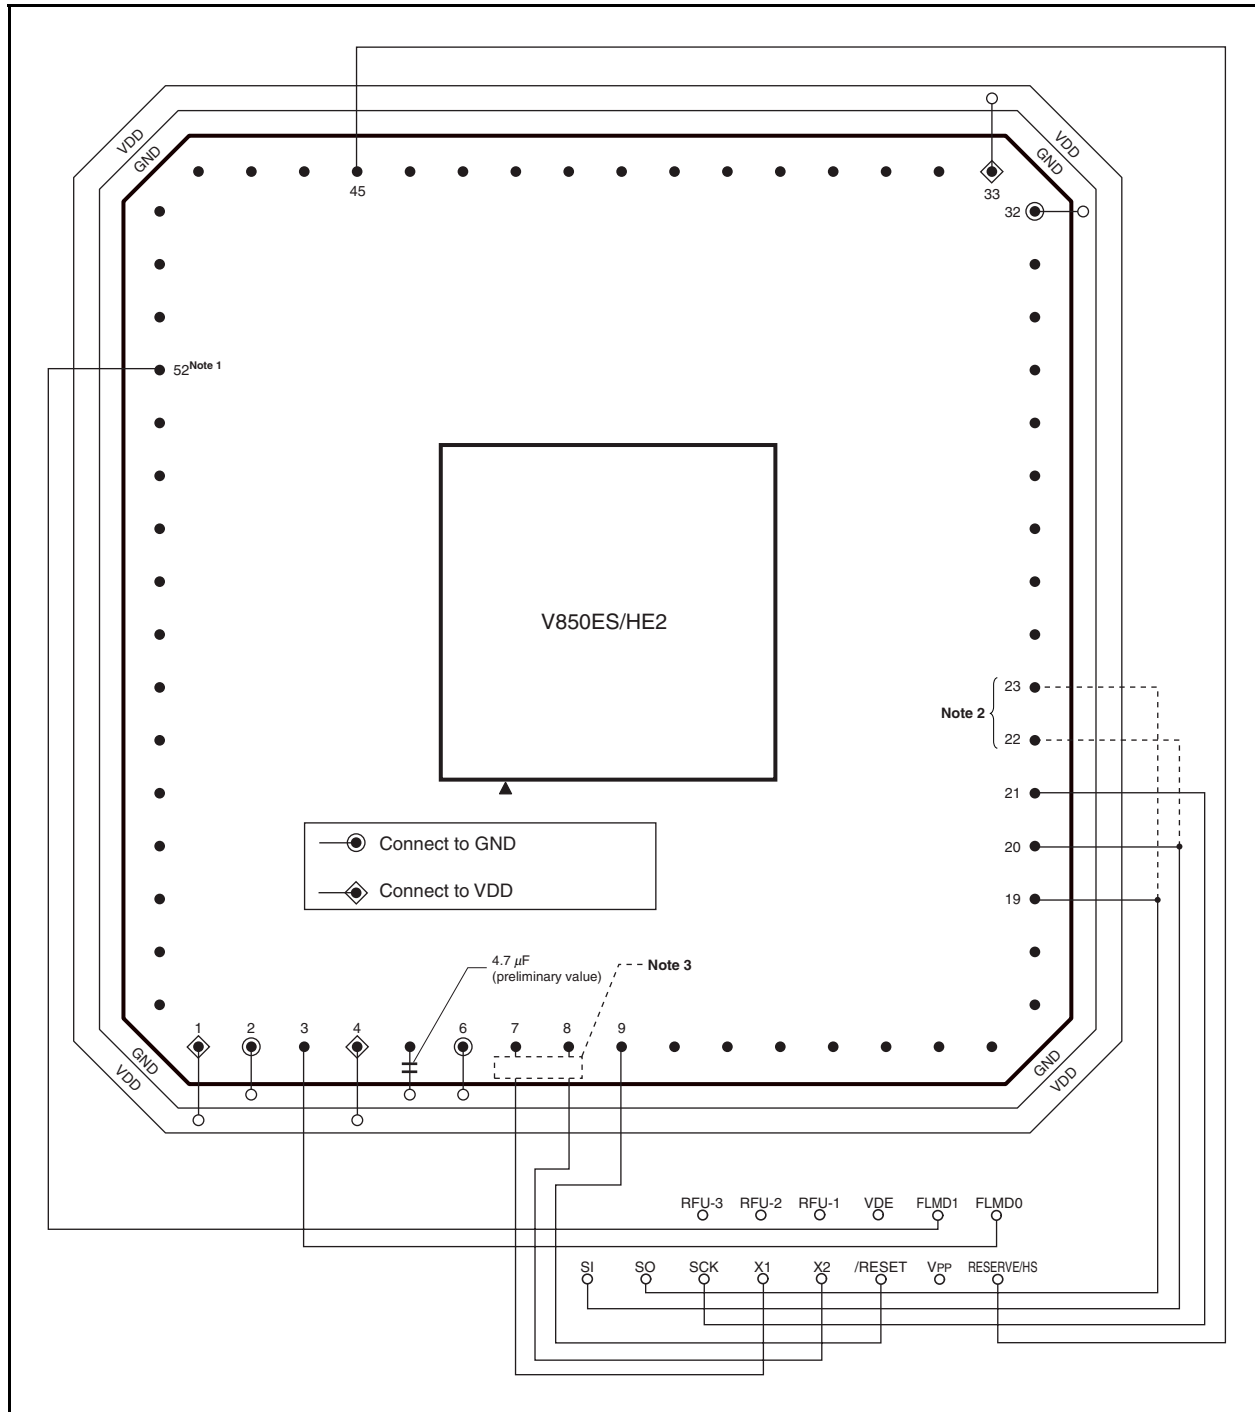 VDD
GND
VDD
GND
45
33
32
52Note 1
V850ES/HE2
23
Note 2
22
21
20
19
Connect to GND
Connect to VDD
4.7 μF
(preliminary value)
Note 3
1
2
3
4
6
7
8
9
GND
VDD
GND
VDD
RFU-3 RFU-2 RFU-1 VDE FLMD1 FLMD0
SI SO SCK X1 X2 /RESET VPP RESERVE/HS